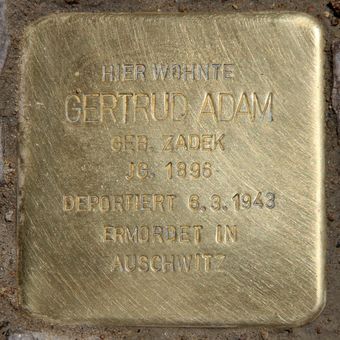 HIER WOHNTE
GERTRUD ADAM
GEB. ZADEK
JG. 1896
DEPORTIERT 6.3.1943
ERMORDET IN
AUSCHWITZ